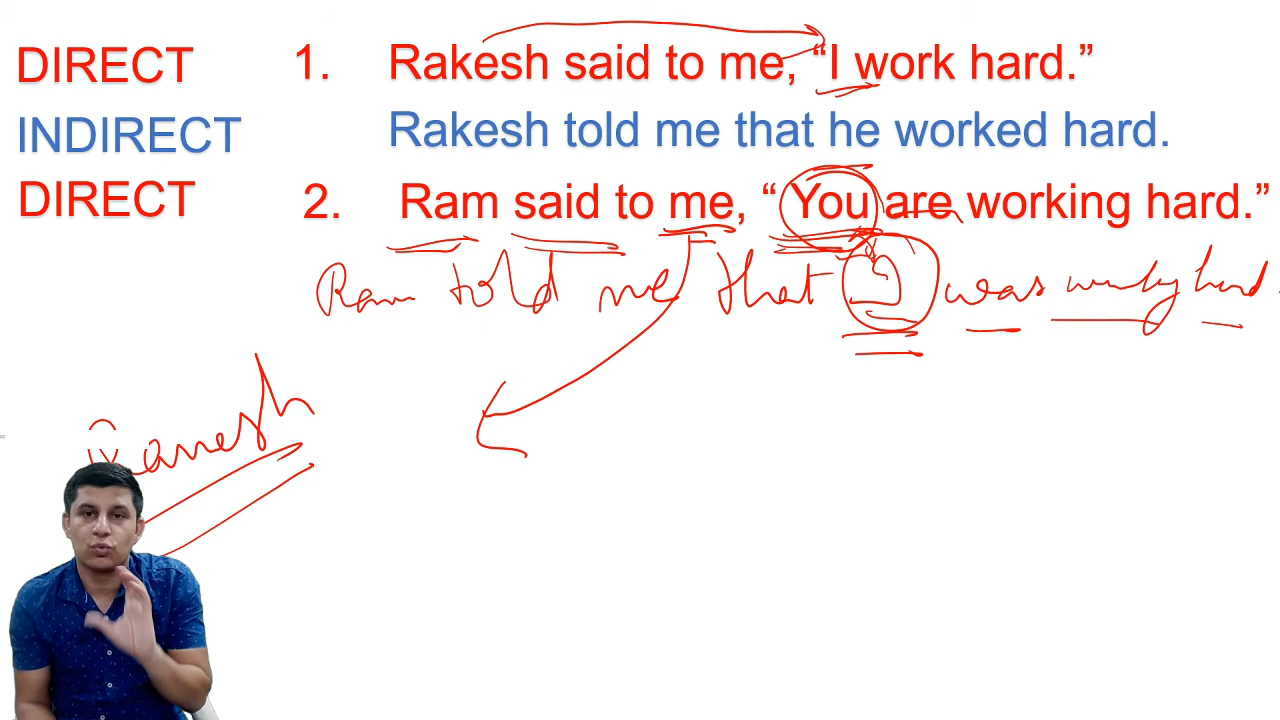 DIRECT 1. Rakesh said to me, “I work hard.”
INDIRECT Rakesh told me that he worked hard.
DIRECT 2. Ram said to me, “ You are working hard.”
Ram told me that I was working hard.
Ramesh